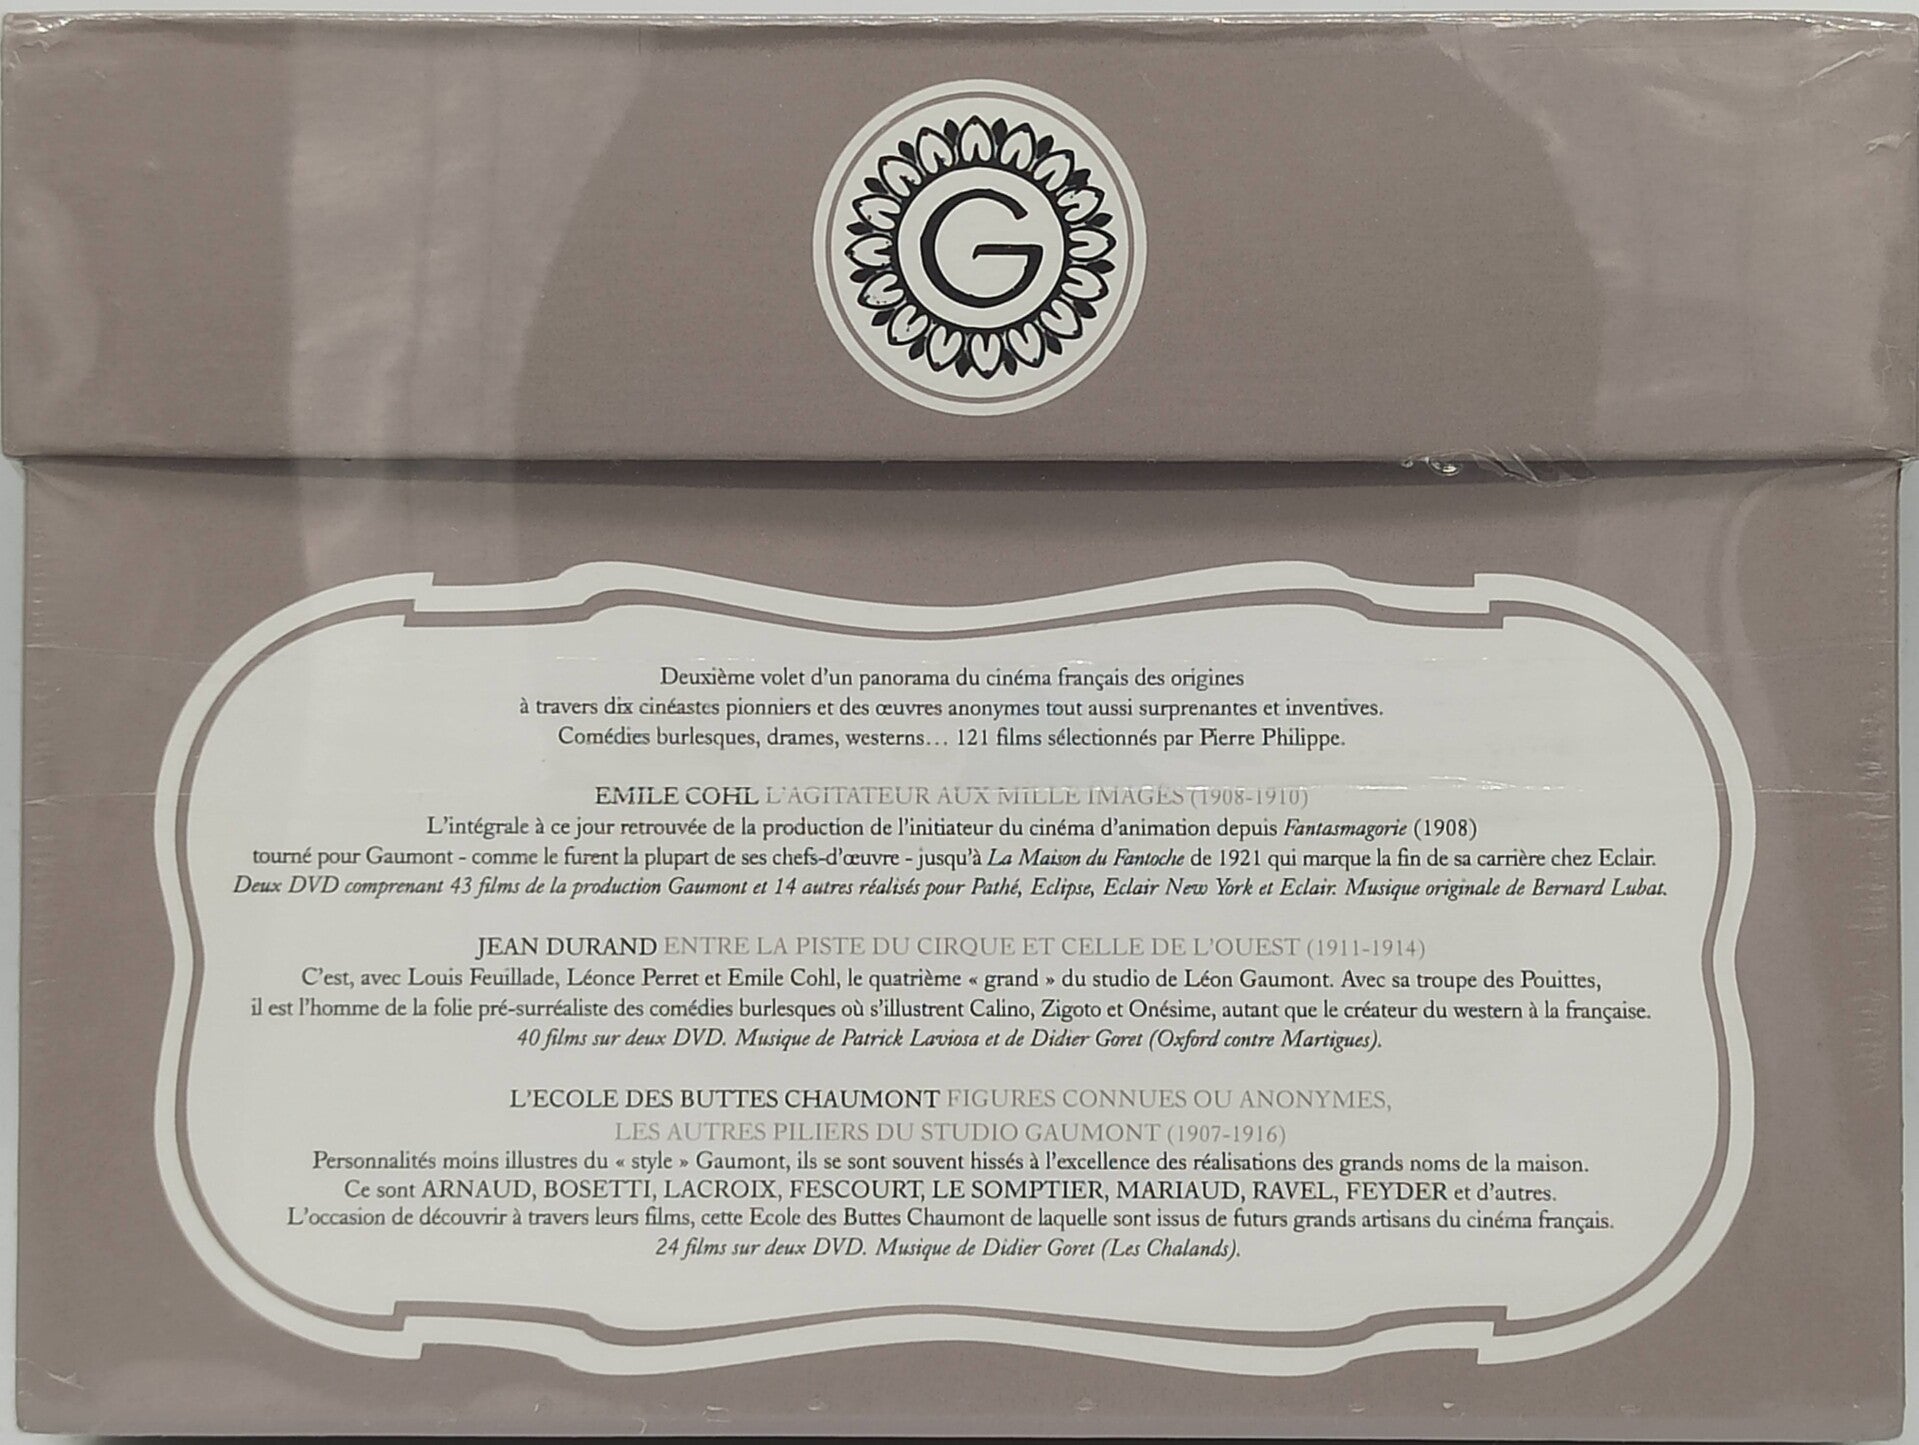 G
Deuxième volet d'un panorama du cinéma français des origines
à travers dix cinéastes pionniers et des œuvres anonymes tout aussi surprenantes et inventives.
Comédies burlesques, drames, westerns... 121 films sélectionnés par Pierre Philippe.
EMILE COHL L'AGITATEUR AUX MILLE IMAGES (1908-1910)
L'intégrale à ce jour retrouvée de la production de l'initiateur du cinéma d'animation depuis Fantasmagorie (1908)
tourné pour Gaumont - comme le furent la plupart de ses chefs-d'œuvre - jusqu'à La Maison du Fantoche de 1921 qui marque la fin de sa carrière chez Eclair.
Deux DVD comprenant 43 films de la production Gaumont et 14 autres réalisés pour Pathé, Eclipse, Eclair New York et Eclair. Musique originale de Bernard Lubat.
JEAN DURAND ENTRE LA PISTE DU CIRQUE ET CELLE DE L'OUEST (1911-1914)
C'est, avec Louis Feuillade, Léonce Perret et Emile Cohl, le quatrième « grand » du studio de Léon Gaumont. Avec sa troupe des Pouittes,
il est l'homme de la folie pré-surréaliste des comédies burlesques où s'illustrent Calino, Zigoto et Onésime, autant que le créateur du western à la française.
40 films sur deux DVD. Musique de Patrick Laviosa et de Didier Goret (Oxford contre Martigues).
L'ECOLE DES BUTTES CHAUMONT FIGURES CONNUES OU ANONYMES,
LES AUTRES PILIERS DU STUDIO GAUMONT (1907-1916)
Personnalités moins illustres du « style » Gaumont, ils se sont souvent hissés à l'excellence des réalisations des grands noms de la maison.
Ce sont ARNAUD, BOSETTI, LACROIX, FESCOURT, LE SOMPTIER, MARIAUD, RAVEL, FEYDER et d'autres.
L'occasion de découvrir à travers leurs films, cette Ecole des Buttes Chaumont de laquelle sont issus de futurs grands artisans du cinéma français.
24 films sur deux DVD. Musique de Didier Goret (Les Chalands).